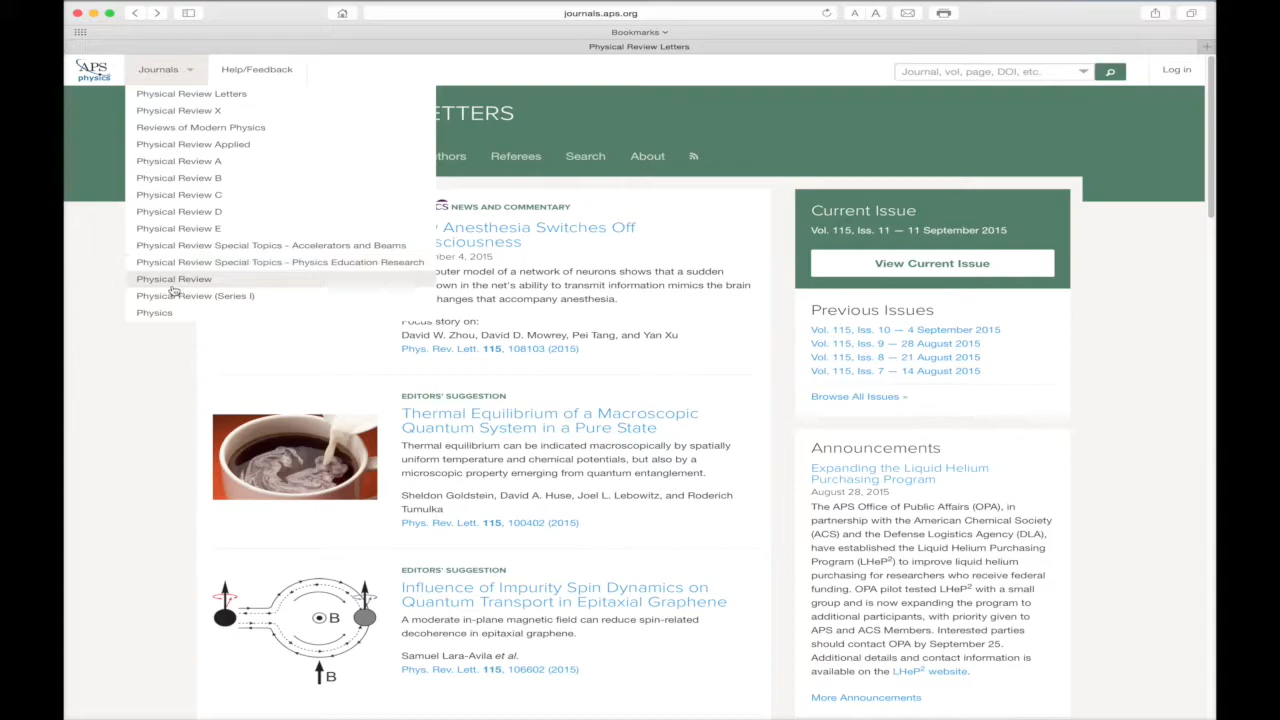 journals.aps.org
A A
Bookmarks
Physical Review Letters
APS
physics
Journals
Help/Feedback
Journal, vol, page, DOI, etc.
Log in
Physical Review Letters
Physical Review X
Reviews of Modern Physics
Physical Review Applied
Physical Review A
Physical Review B
Physical Review C
Physical Review D
Physical Review E
Physical Review Special Topics - Accelerators and Beams
Physical Review Special Topics - Physics Education Research
Physical Review
Physical Review (Series I)
Physics
ETTERS
thors Referees Search About
CS NEWS AND COMMENTARY
Anesthesia Switches Off
sciousness
mber 4, 2015
outer model of a network of neurons shows that a sudden
own in the net's ability to transmit information mimics the brain
hanges that accompany anesthesia.
Focus story on:
David W. Zhou, David D. Mowrey, Pei Tang, and Yan Xu
Phys. Rev. Lett. 115, 108103 (2015)
EDITORS' SUGGESTION
Thermal Equilibrium of a Macroscopic
Quantum System in a Pure State
Thermal equilibrium can be indicated macroscopically by spatially
uniform temperature and chemical potentials, but also by a
microscopic property emerging from quantum entanglement.
Sheldon Goldstein, David A. Huse, Joel L. Lebowitz, and Roderich
Tumulka
Phys. Rev. Lett. 115, 100402 (2015)
EDITORS' SUGGESTION
Influence of Impurity Spin Dynamics on
Quantum Transport in Epitaxial Graphene
A moderate in-plane magnetic field can reduce spin-related
decoherence in epitaxial graphene.
Samuel Lara-Avila et al.
Phys. Rev. Lett. 115, 106602 (2015)
B
B
Current Issue
Vol. 115, Iss. 11 — 11 September 2015
View Current Issue
Previous Issues
Vol. 115, Iss. 10 — 4 September 2015
Vol. 115, Iss. 9 — 28 August 2015
Vol. 115, Iss. 8 — 21 August 2015
Vol. 115, Iss. 7 — 14 August 2015
Browse All Issues »
Announcements
Expanding the Liquid Helium
Purchasing Program
August 28, 2015
The APS Office of Public Affairs (OPA), in
partnership with the American Chemical Society
(ACS) and the Defense Logistics Agency (DLA),
have established the Liquid Helium Purchasing
Program (LHeP²) to improve liquid helium
purchasing for researchers who receive federal
funding. OPA pilot tested LHeP² with a small
group and is now expanding the program to
additional participants, with priority given to
APS and ACS Members. Interested parties
should contact OPA by September 25.
Additional details and contact information is
available on the LHeP² website.
More Announcements